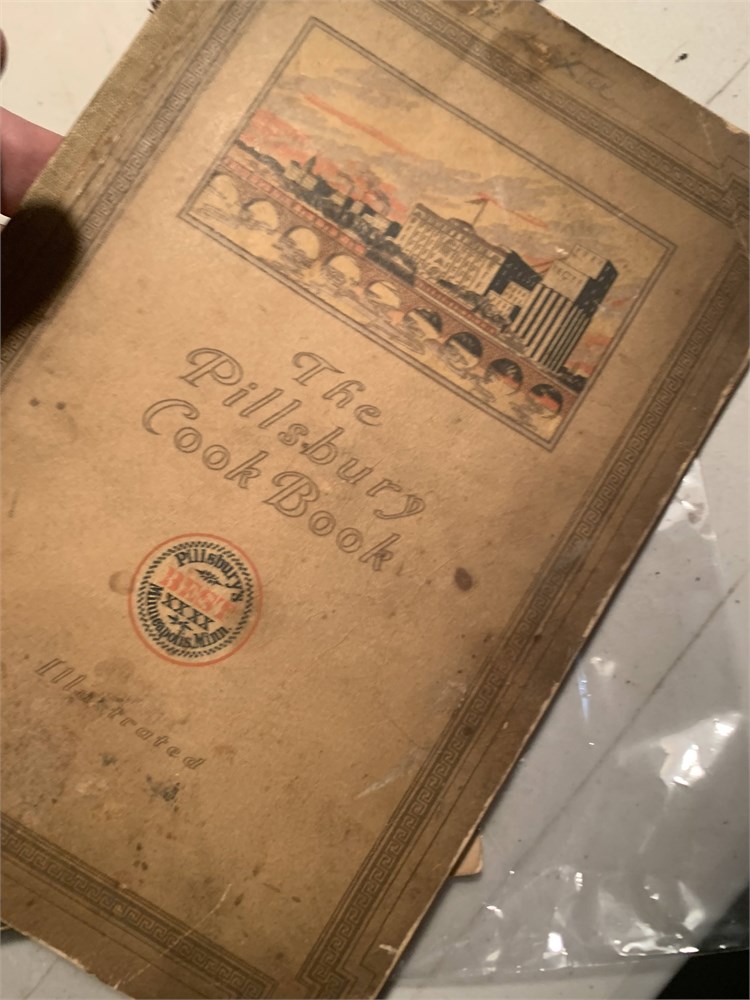 The
Pillsbury
Cook Book
Pillsbury's
BEST
XXXX
Minneapolis, Minn.
Illustrated